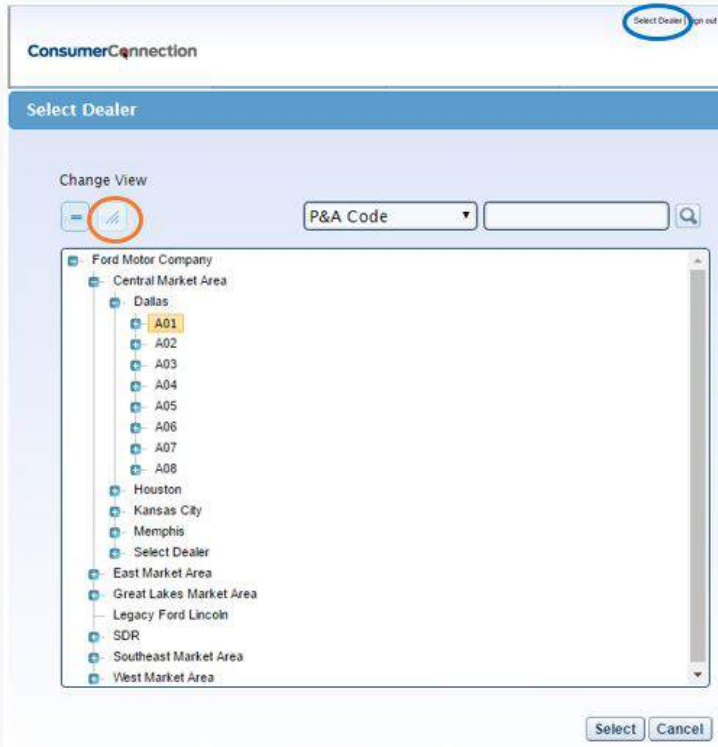 Select Dealer | Sign out
ConsumerConnection
Select Dealer
Change View
P&A Code
Ford Motor Company
Central Market Area
Dallas
A01
A02
A03
A04
A05
A06
A07
A08
Houston
Kansas City
Memphis
Select Dealer
East Market Area
Great Lakes Market Area
Legacy Ford Lincoln
SDR
Southeast Market Area
West Market Area
Select Cancel